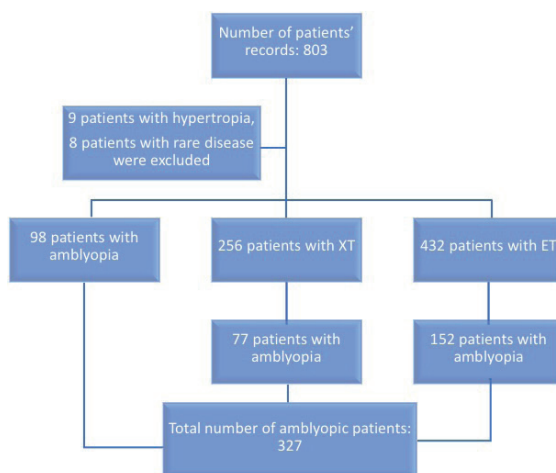 Number of patients'
records: 803
9 patients with hypertropia,
8 patients with rare disease
were excluded
98 patients with
amblyopia
256 patients with XT
432 patients with ET
77 patients with
amblyopia
152 patients with
amblyopia
Total number of amblyopic patients:
327